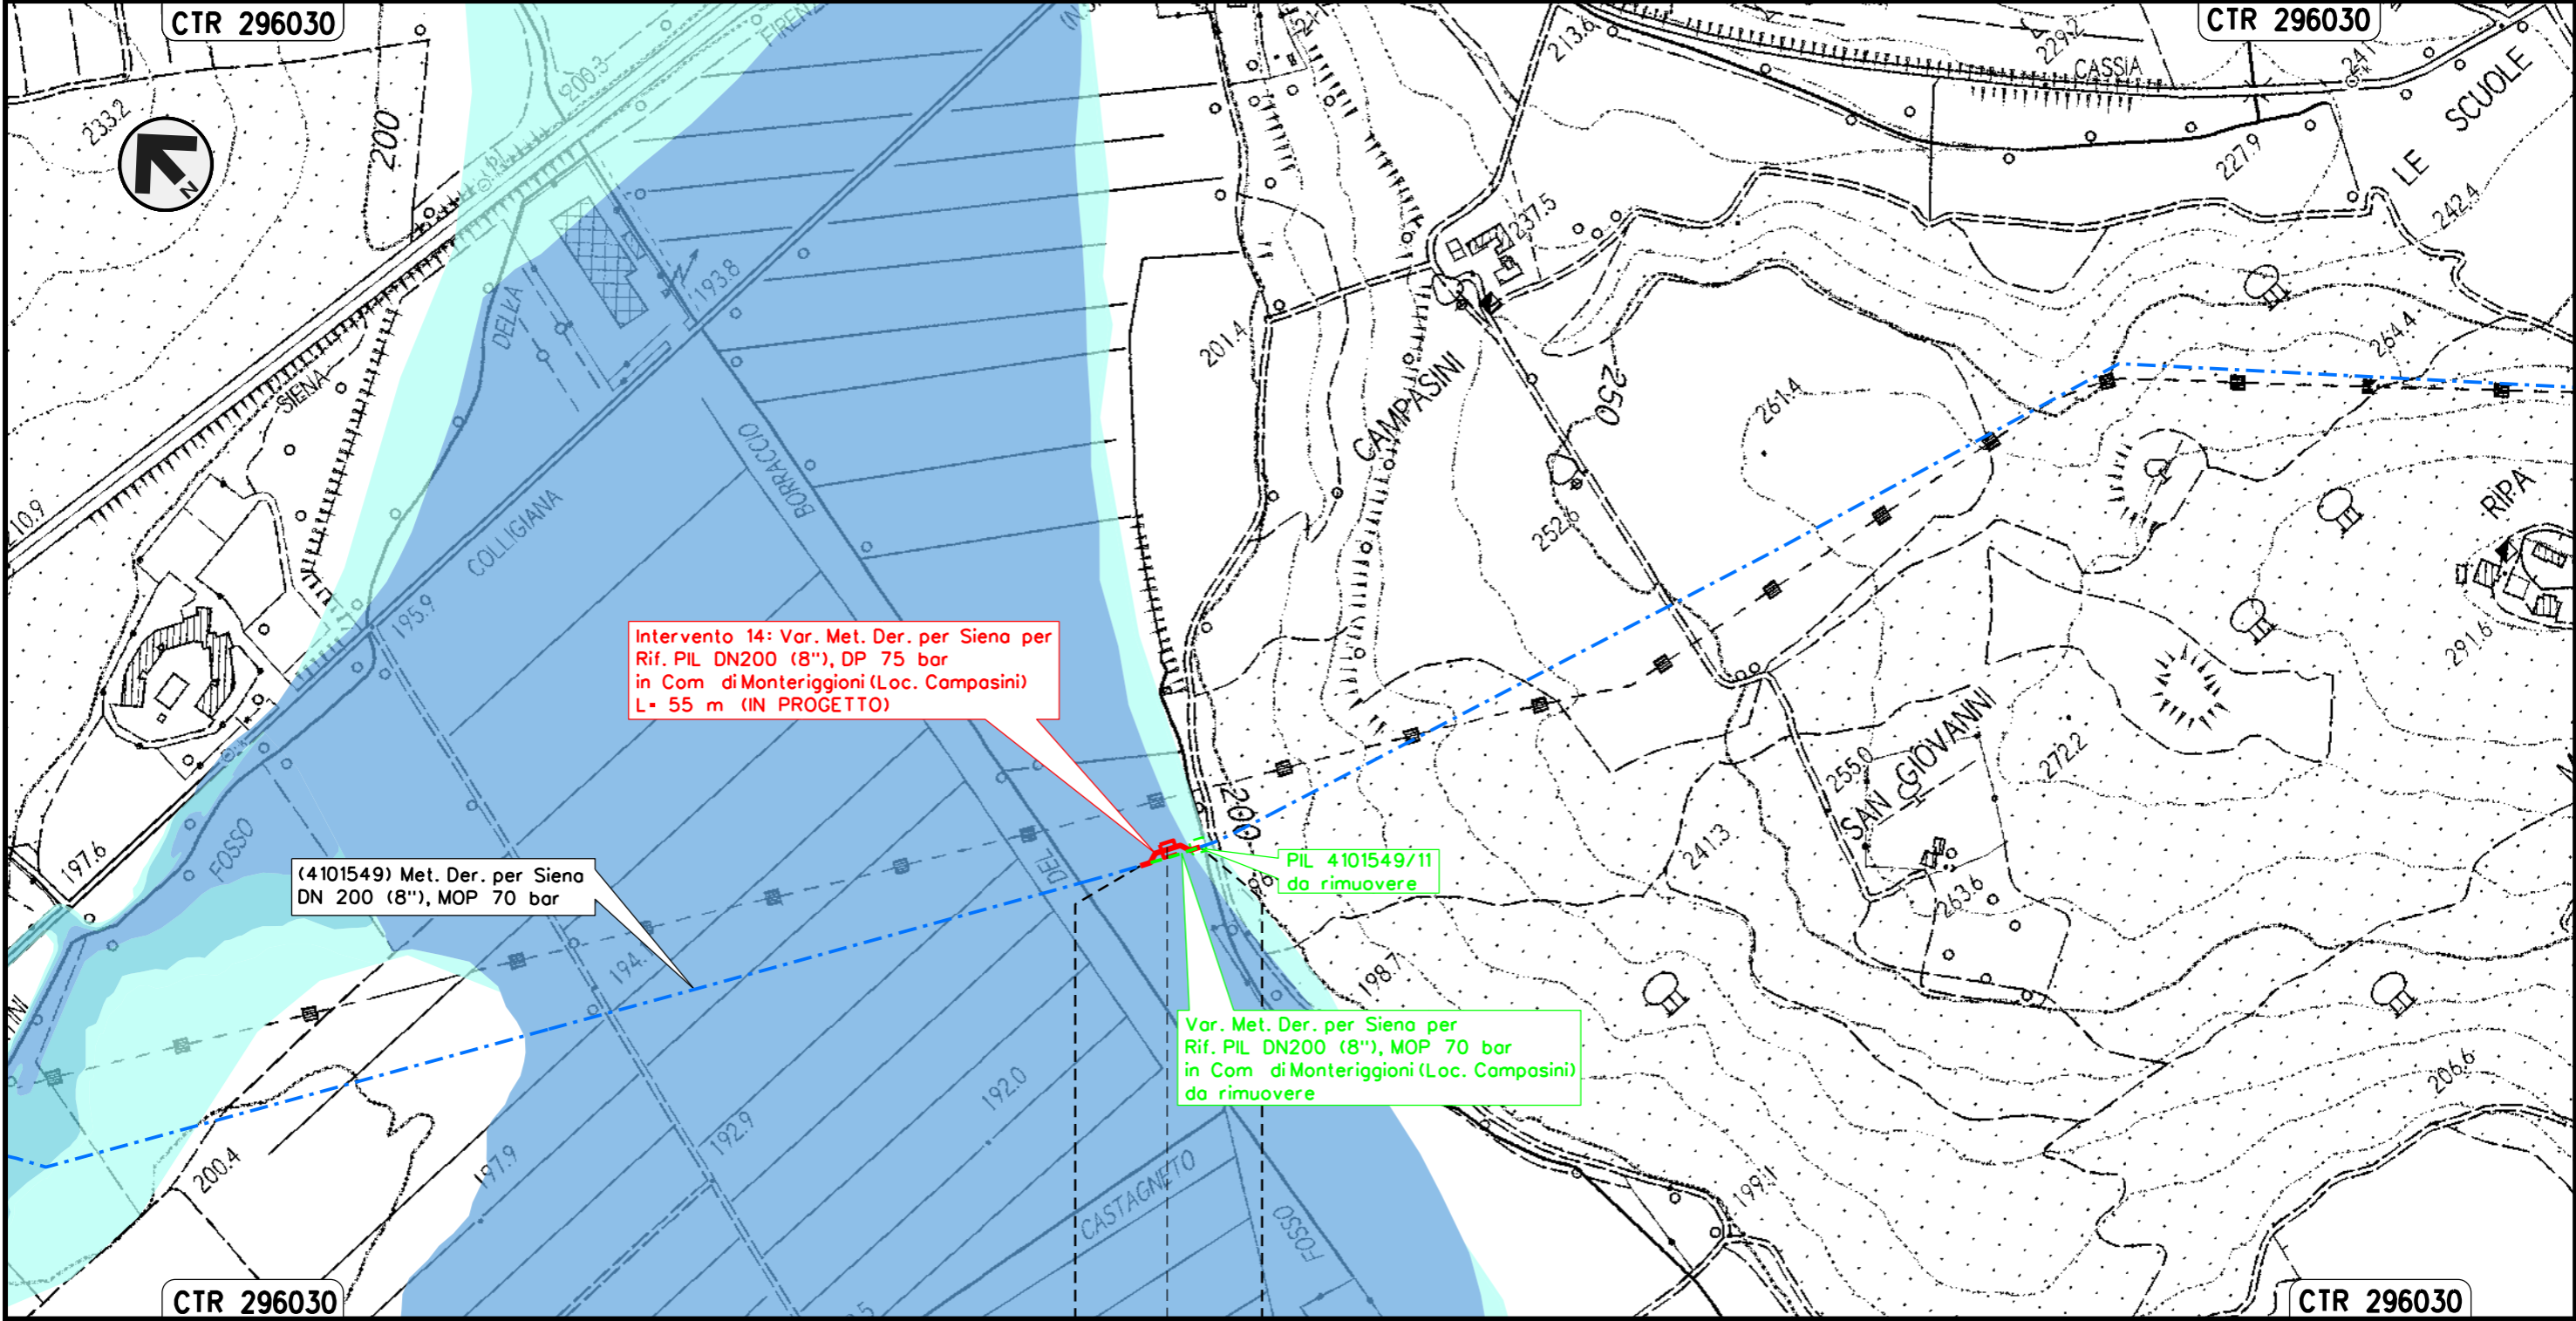 CTR 296030
CTR 296030
FIRENZ
200.3
213.6
229.2
CASSIA
241
SCUOLE
LE
233.2
200
N
227.9
242.4
237.5
193.8
DELLA
SIENA
201.4
264.4
250
261.4
CAMPASINI
BORRACCIO
COLLIGIANA
252.6
RIPA
195.9
291.6
Intervento 14: Var. Met. Der. per Siena per
Rif. PIL DN200 (8"), DP 75 bar
in Com di Monteriggioni (Loc. Campasini)
L= 55 m (IN PROGETTO)
SAN GIOVANNI
255.0
272.2
200
197.6
FOSSO
241.3
DEL
PIL 4101549/11
da rimuovere
(4101549) Met. Der. per Siena
DN 200 (8"), MOP 70 bar
263.6
194.
198.7
Var. Met. Der. per Siena per
Rif. PIL DN200 (8"), MOP 70 bar
in Com di Monteriggioni (Loc. Campasini)
da rimuovere
192.0
206.6
192.9
197.9
200.4
CASTAGNETO
FOSSO
199.1
CTR 296030
CTR 296030